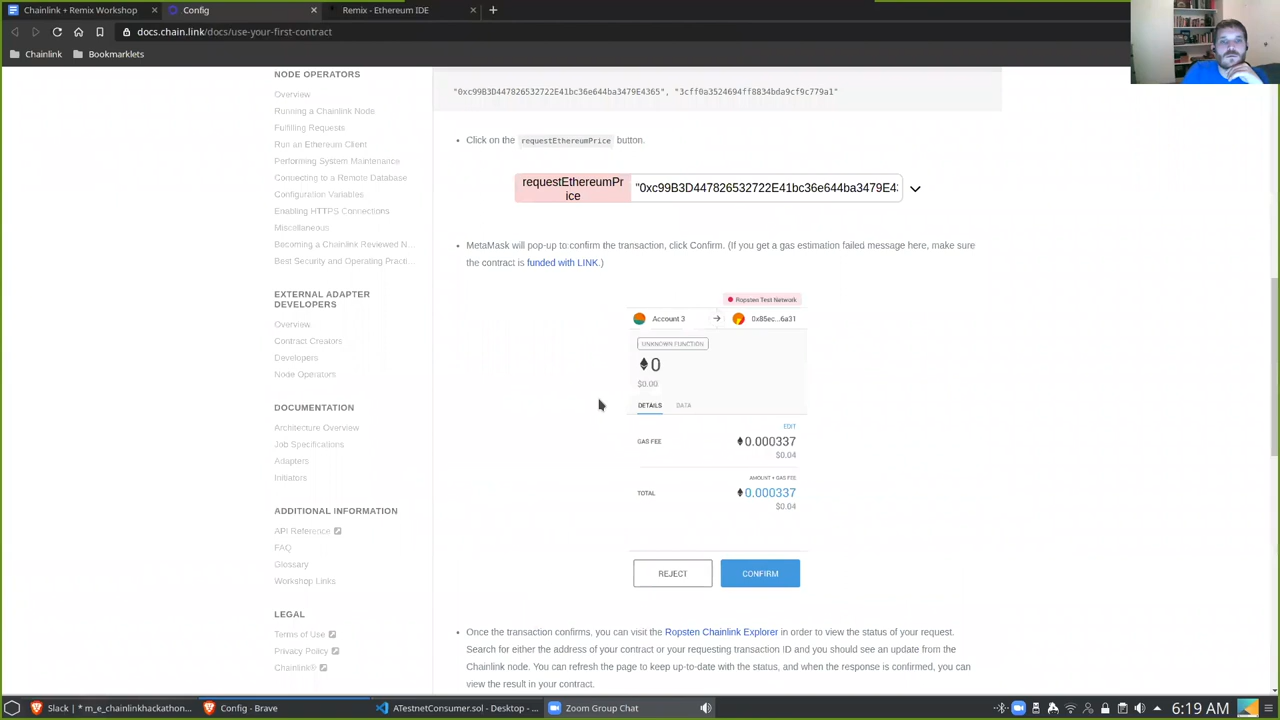 Chainlink + Remix Workshop
Config
Remix - Ethereum IDE
docs.chain.link/docs/use-your-first-contract
Chainlink
Bookmarklets
NODE OPERATORS
Overview
Running a Chainlink Node
Fulfilling Requests
Run an Ethereum Client
Performing System Maintenance
Connecting to a Remote Database
Configuration Variables
Enabling HTTPS Connections
Miscellaneous
Becoming a Chainlink Reviewed N...
Best Security and Operating Practi...
EXTERNAL ADAPTER
DEVELOPERS
Overview
Contract Creators
Developers
Node Operators
DOCUMENTATION
Architecture Overview
Job Specifications
Adapters
Initiators
ADDITIONAL INFORMATION
API Reference
FAQ
Glossary
Workshop Links
LEGAL
Terms of Use
Privacy Policy
Chainlink®
"0xc99B3D447826532722E41bc36e644ba3479E4365", "3cff0a3524694ff8834bda9cf9c779a1"
Click on the requestEthereumPrice button.
requestEthereumPr
ice
"0xc99B3D447826532722E41bc36e644ba3479E4:
MetaMask will pop-up to confirm the transaction, click Confirm. (If you get a gas estimation failed message here, make sure
the contract is funded with LINK.)
Ropsten Test Network
Account 3
0x85ec...6a31
UNKNOWN FUNCTION
0
$0.00
DETAILS
DATA
EDIT
GAS FEE
0.000337
$0.04
AMOUNT + GAS FEE
TOTAL
0.000337
$0.04
REJECT
CONFIRM
Once the transaction confirms, you can visit the Ropsten Chainlink Explorer in order to view the status of your request.
Search for either the address of your contract or your requesting transaction ID and you should see an update from the
Chainlink node. You can refresh the page to keep up-to-date with the status, and when the response is confirmed, you can
view the result in your contract.
Slack | * m_e_chainlinkhackathon...
Config - Brave
ATestnetConsumer.sol - Desktop - ...
Zoom Group Chat
6:19 AM